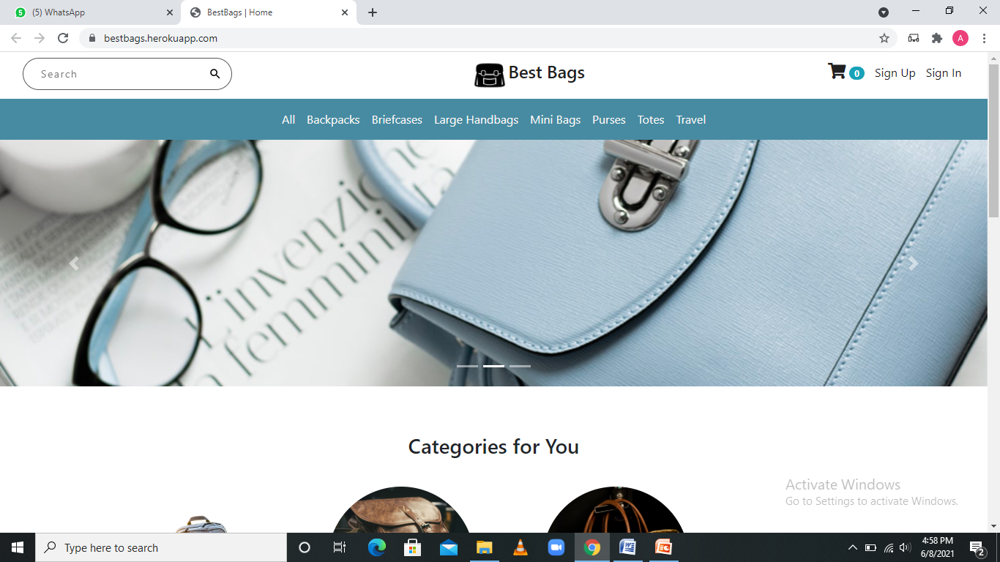 (5) WhatsApp
BestBags | Home
bestbags.herokuapp.com
A
Search
Best Bags
0
Sign Up
Sign In
All Backpacks Briefcases Large Handbags Mini Bags Purses Totes Travel
L'invenzio
femminil
fa
Categories for You
Activate Windows
Go to Settings to activate Windows.
Type here to search
4:58 PM
6/8/2021
2